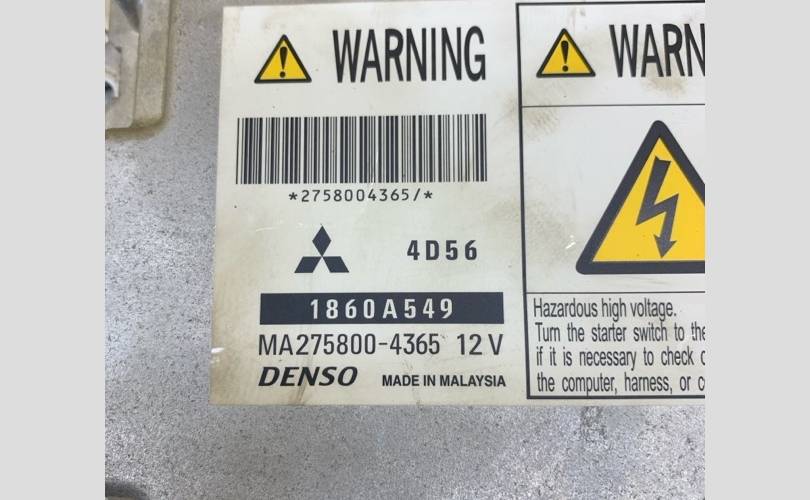 WARNING
*2758004365/*
4D56
1860A549
MA275800-4365 12V
DENSO MADE IN MALAYSIA
Hazardous high voltage.
Turn the starter switch to the
if it is necessary to check
the computer, harness, or